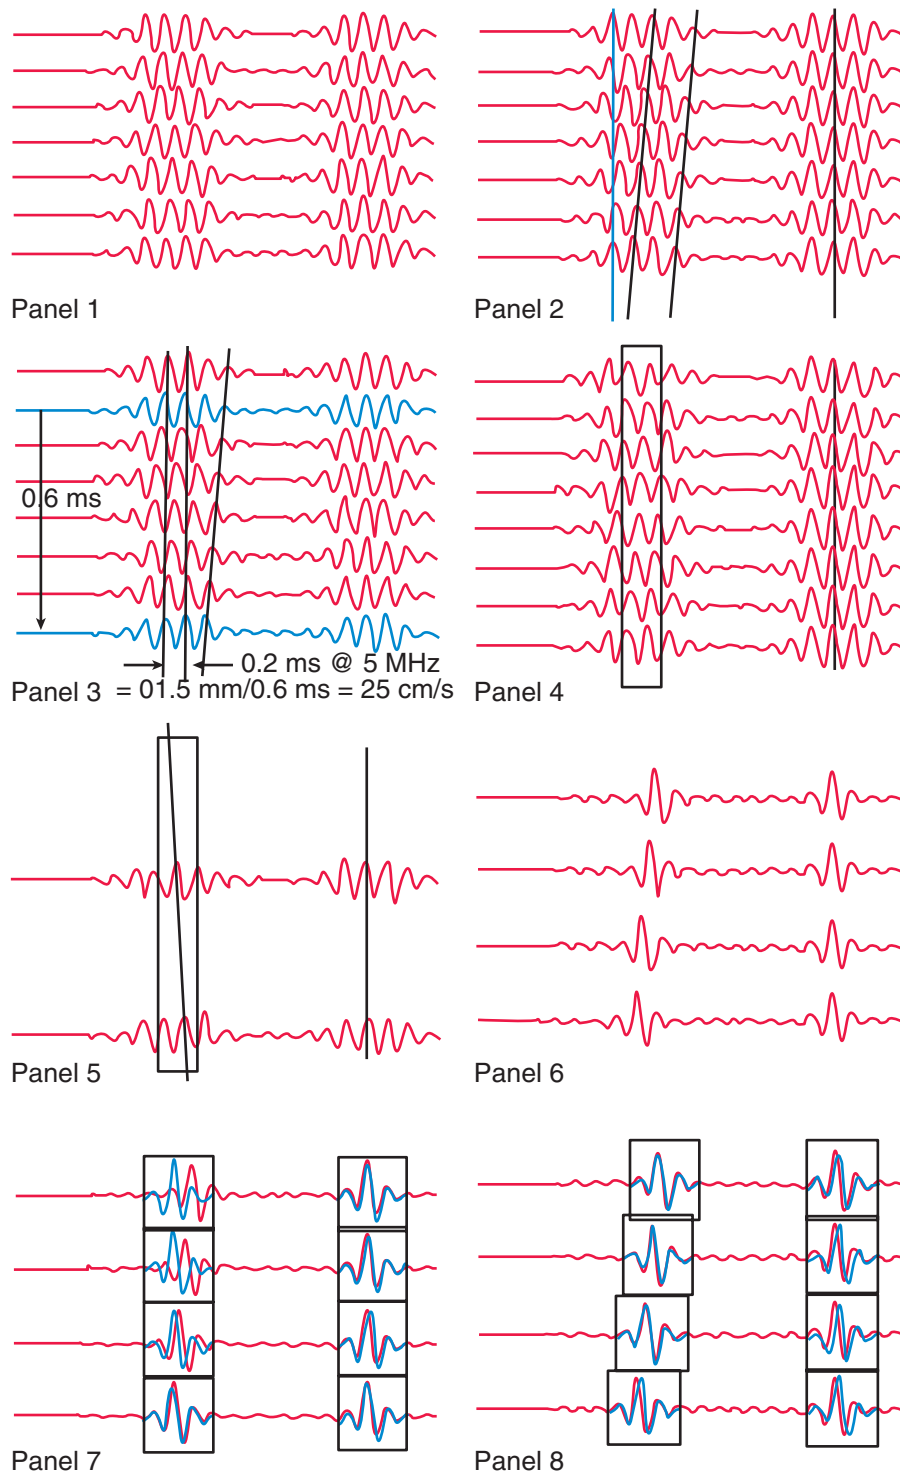 Panel 1
Panel 2
0.6 ms
0.2 ms @ 5 MHz
Panel 3 = 01.5 mm/0.6 ms = 25 cm/s
Panel 4
Panel 5
Panel 6
Panel 7
Panel 8